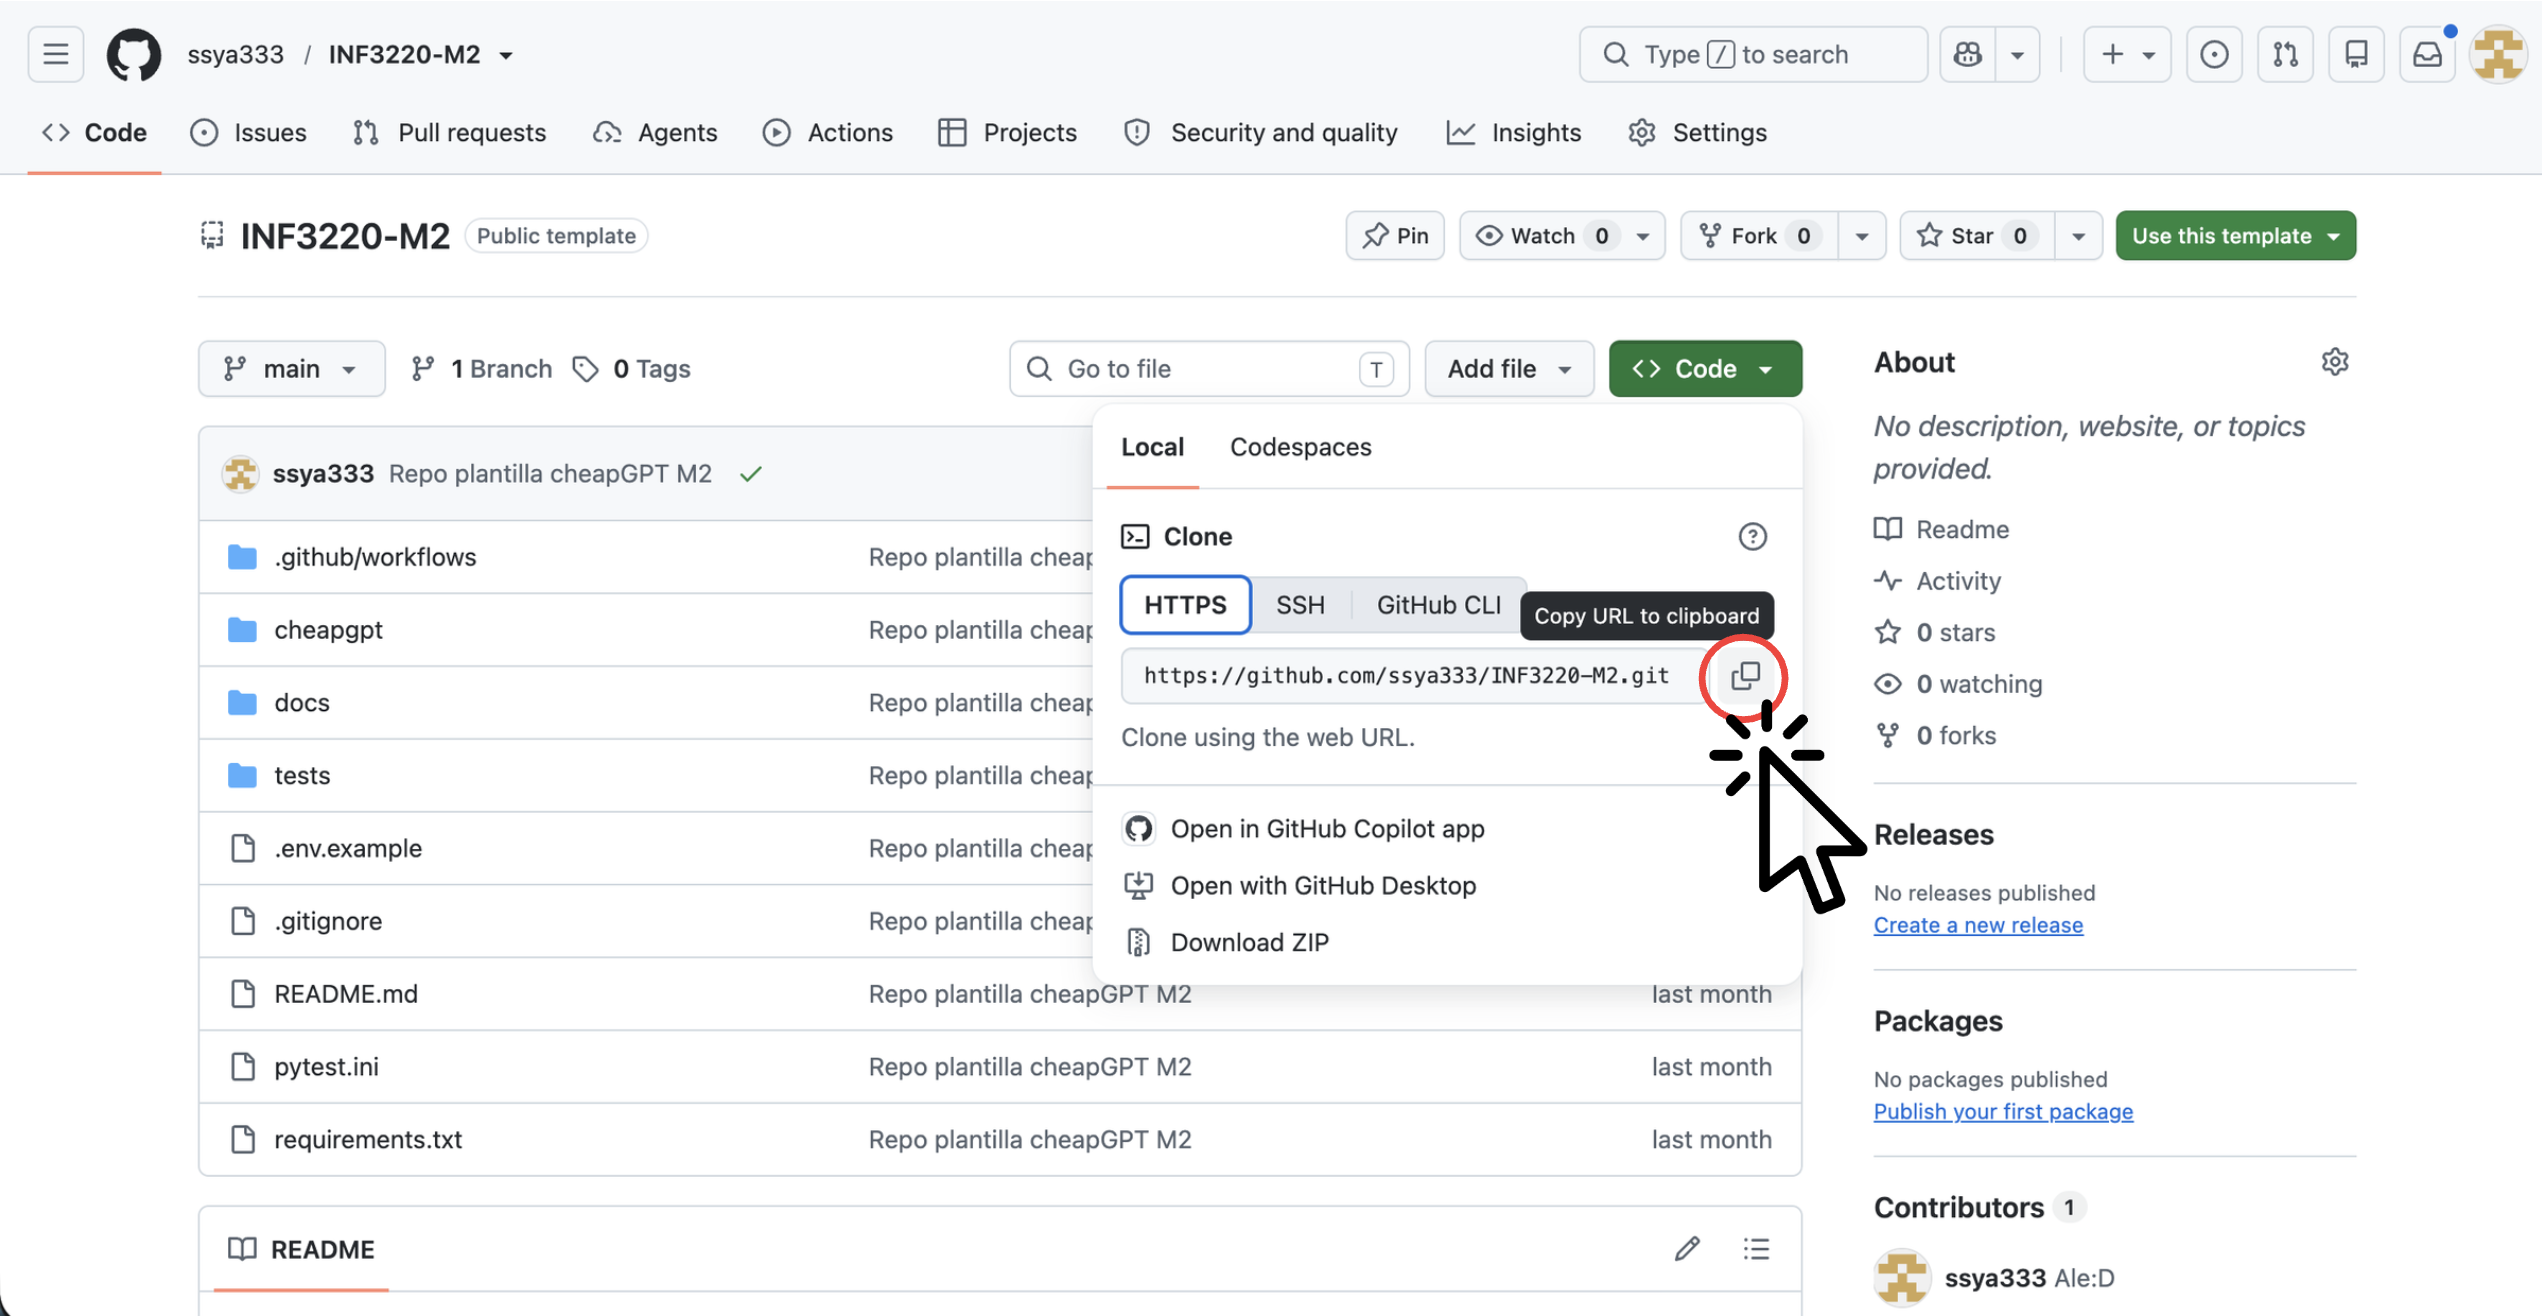 ssya333 / INF3220-M2
Type / to search
Code
Issues
Pull requests
Agents
Actions
Projects
Security and quality
Insights
Settings
INF3220-M2 Public template
Pin
Watch 0
Fork 0
Star 0
Use this template
main
1 Branch
0 Tags
Go to file T
Add file
Code
ssya333 Repo plantilla cheapGPT M2
.github/workflows Repo plantilla cheap
cheapgpt Repo plantilla cheap
docs Repo plantilla cheap
tests Repo plantilla cheap
.env.example Repo plantilla cheap
.gitignore Repo plantilla cheap
README.md Repo plantilla cheapGPT M2 last month
pytest.ini Repo plantilla cheapGPT M2 last month
requirements.txt Repo plantilla cheapGPT M2 last month
README
Local Codespaces
Clone
HTTPS SSH GitHub CLI
Copy URL to clipboard
https://github.com/ssya333/INF3220-M2.git
Clone using the web URL.
Open in GitHub Copilot app
Open with GitHub Desktop
Download ZIP
About
No description, website, or topics
provided.
Readme
Activity
0 stars
0 watching
0 forks
Releases
No releases published
Create a new release
Packages
No packages published
Publish your first package
Contributors 1
ssya333 Ale:D